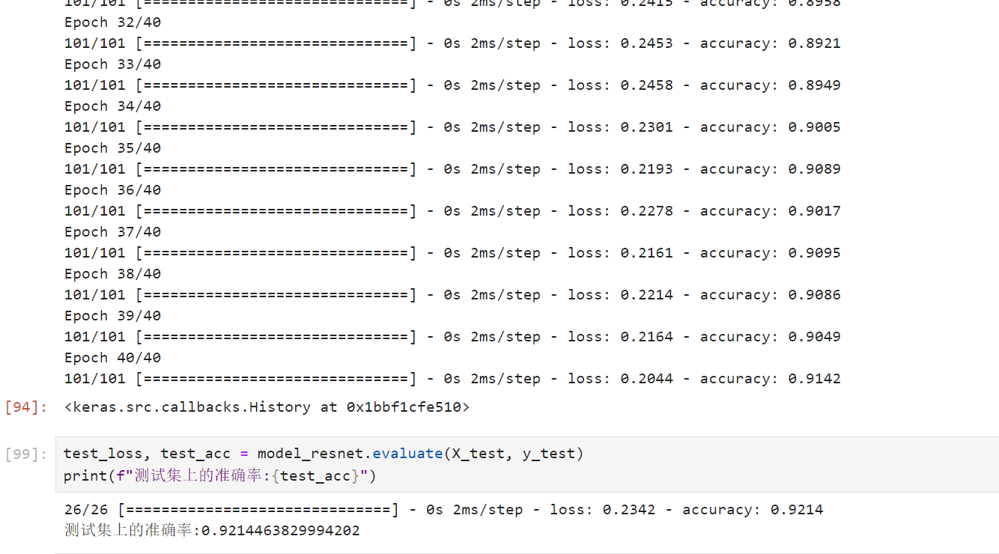 101/101 [==============================] - 0s 2ms/step - loss: 0.2415 - accuracy: 0.8958
Epoch 32/40
101/101 [==============================] - 0s 2ms/step - loss: 0.2453 - accuracy: 0.8921
Epoch 33/40
101/101 [==============================] - 0s 2ms/step - loss: 0.2458 - accuracy: 0.8949
Epoch 34/40
101/101 [==============================] - 0s 2ms/step - loss: 0.2301 - accuracy: 0.9005
Epoch 35/40
101/101 [==============================] - 0s 2ms/step - loss: 0.2193 - accuracy: 0.9089
Epoch 36/40
101/101 [==============================] - 0s 2ms/step - loss: 0.2278 - accuracy: 0.9017
Epoch 37/40
101/101 [==============================] - 0s 2ms/step - loss: 0.2161 - accuracy: 0.9095
Epoch 38/40
101/101 [==============================] - 0s 2ms/step - loss: 0.2214 - accuracy: 0.9086
Epoch 39/40
101/101 [==============================] - 0s 2ms/step - loss: 0.2164 - accuracy: 0.9049
Epoch 40/40
101/101 [==============================] - 0s 2ms/step - loss: 0.2044 - accuracy: 0.9142
[94]: <keras.src.callbacks.History at 0x1bbf1cfe510>
[99]: test_loss, test_acc = model_resnet.evaluate(X_test, y_test)
print(f"测试集上的准确率:{test_acc}")
26/26 [==============================] - 0s 2ms/step - loss: 0.2342 - accuracy: 0.9214
测试集上的准确率:0.9214463829994202